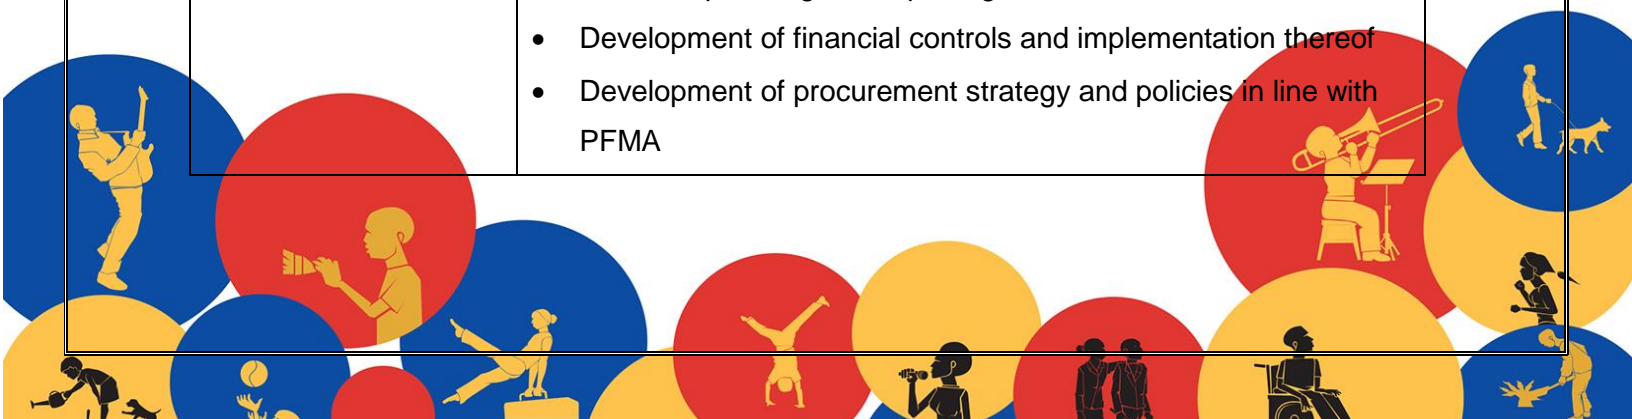 • Development of financial controls and implementation thereof
• Development of procurement strategy and policies in line with
PFMA